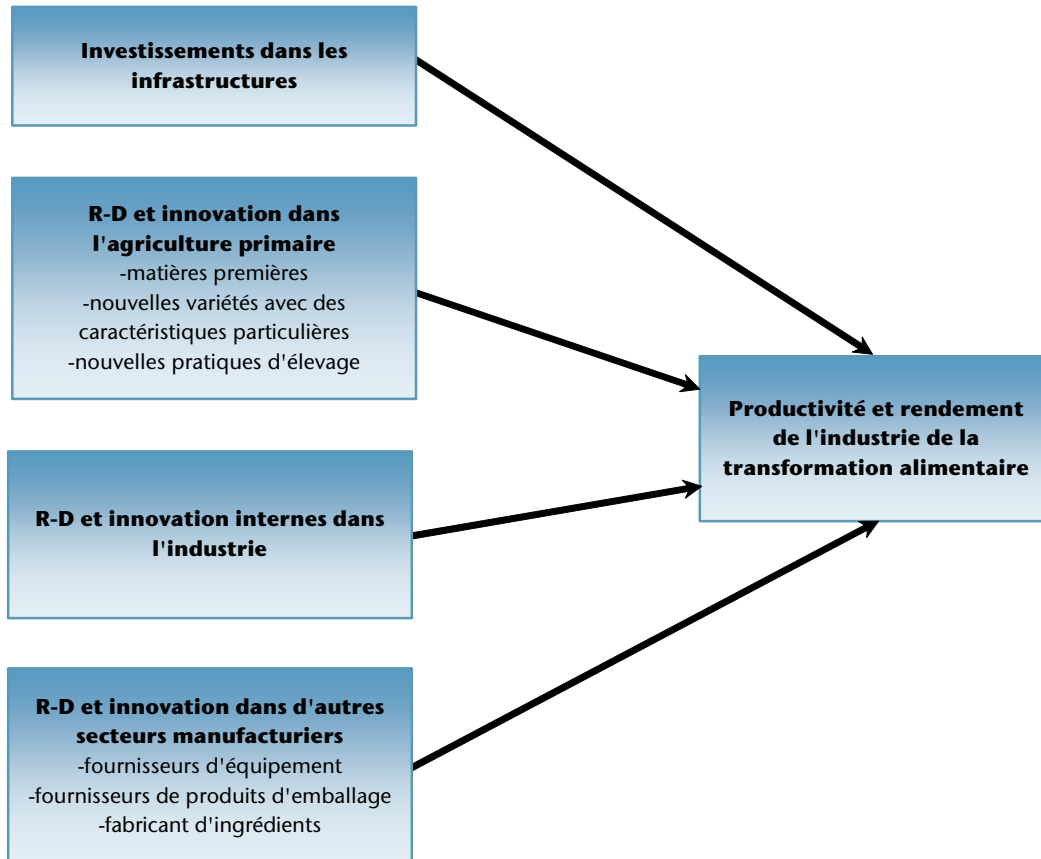 Investissements dans les
infrastructures
R-D et innovation dans
l'agriculture primaire
-matières premières
-nouvelles variétés avec des
caractéristiques particulières
-nouvelles pratiques d'élevage
Productivité et rendement
de l'industrie de la
transformation alimentaire
R-D et innovation internes dans
l'industrie
R-D et innovation dans d'autres
secteurs manufacturiers
-fournisseurs d'équipement
-fournisseurs de produits d'emballage
-fabricant d'ingrédients